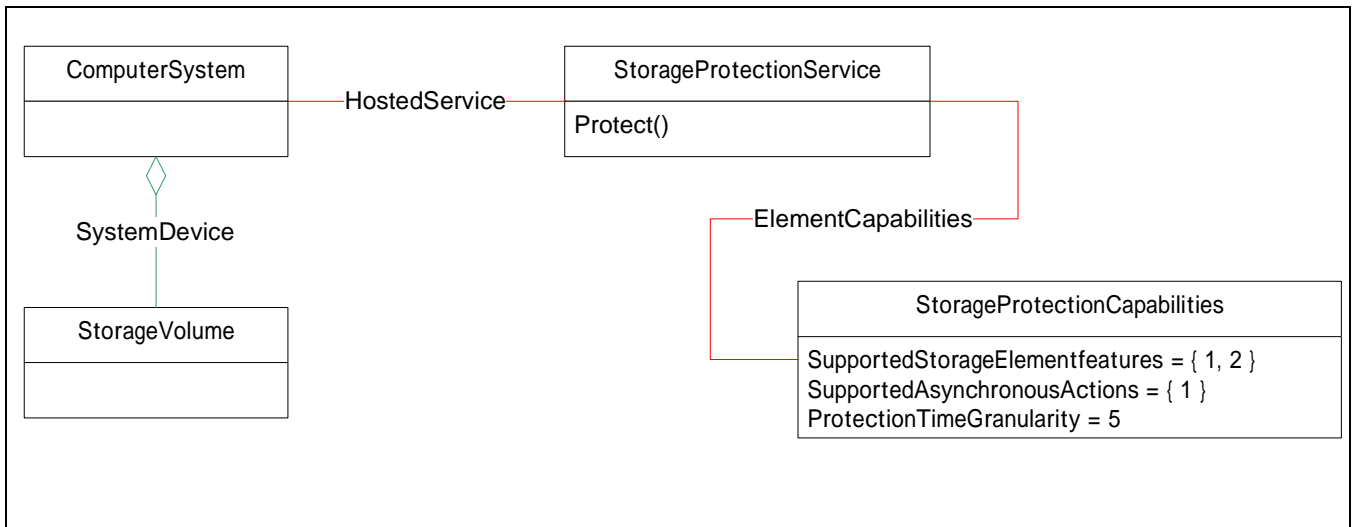 ComputerSystem
StorageProtectionService
HostedService
Protect()
ElementCapabilities
SystemDevice
StorageProtectionCapabilities
StorageVolume
SupportedStorageElementfeatures = { 1, 2 }
SupportedAsynchronousActions = { 1 }
ProtectionTimeGranularity = 5